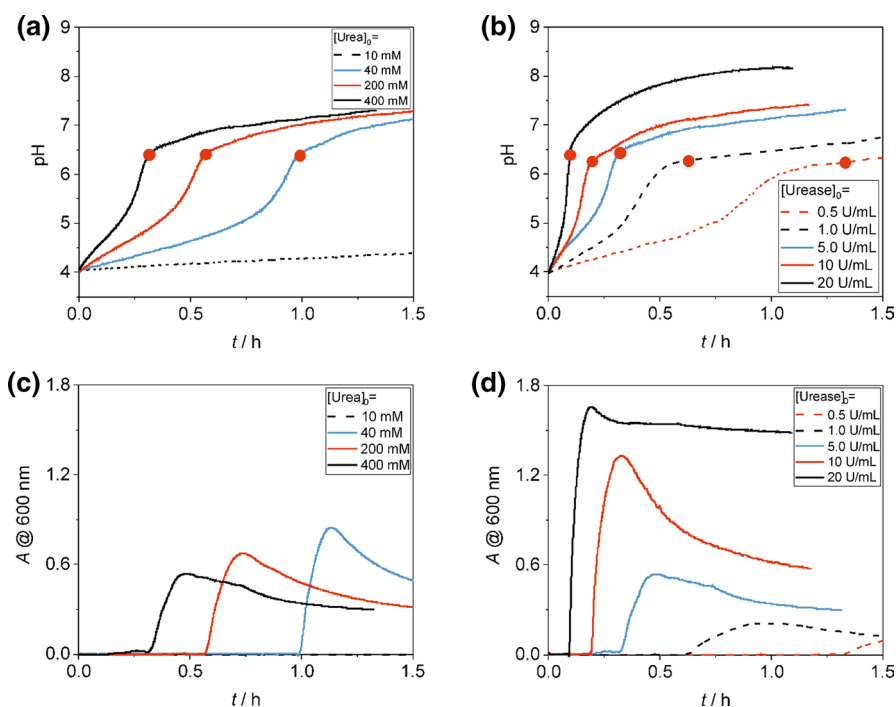 (a)
9
8
7
6
5
4
pH
0.0 0.5 1.0 1.5
t / h
[Urea]0=
10 mM
40 mM
200 mM
400 mM
(b)
9
8
7
6
5
4
pH
0.0 0.5 1.0 1.5
t / h
[Urease]0=
0.5 U/mL
1.0 U/mL
5.0 U/mL
10 U/mL
20 U/mL
(c)
1.8
1.2
0.6
0.0
A @ 600 nm
0.0 0.5 1.0 1.5
t / h
[Urea]0=
10 mM
40 mM
200 mM
400 mM
(d)
1.8
1.2
0.6
0.0
A @ 600 nm
0.0 0.5 1.0 1.5
t / h
[Urease]0=
0.5 U/mL
1.0 U/mL
5.0 U/mL
10 U/mL
20 U/mL